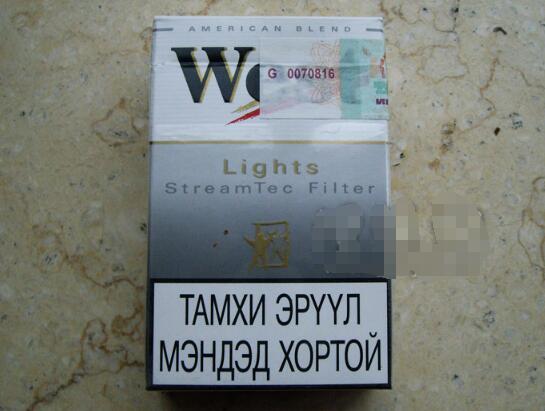 AMERICAN BLEND
G 0070816
Lights
StreamTec Filter
ТАМХИ ЭРҮҮЛ
МЭНДЭД ХОРТОЙ